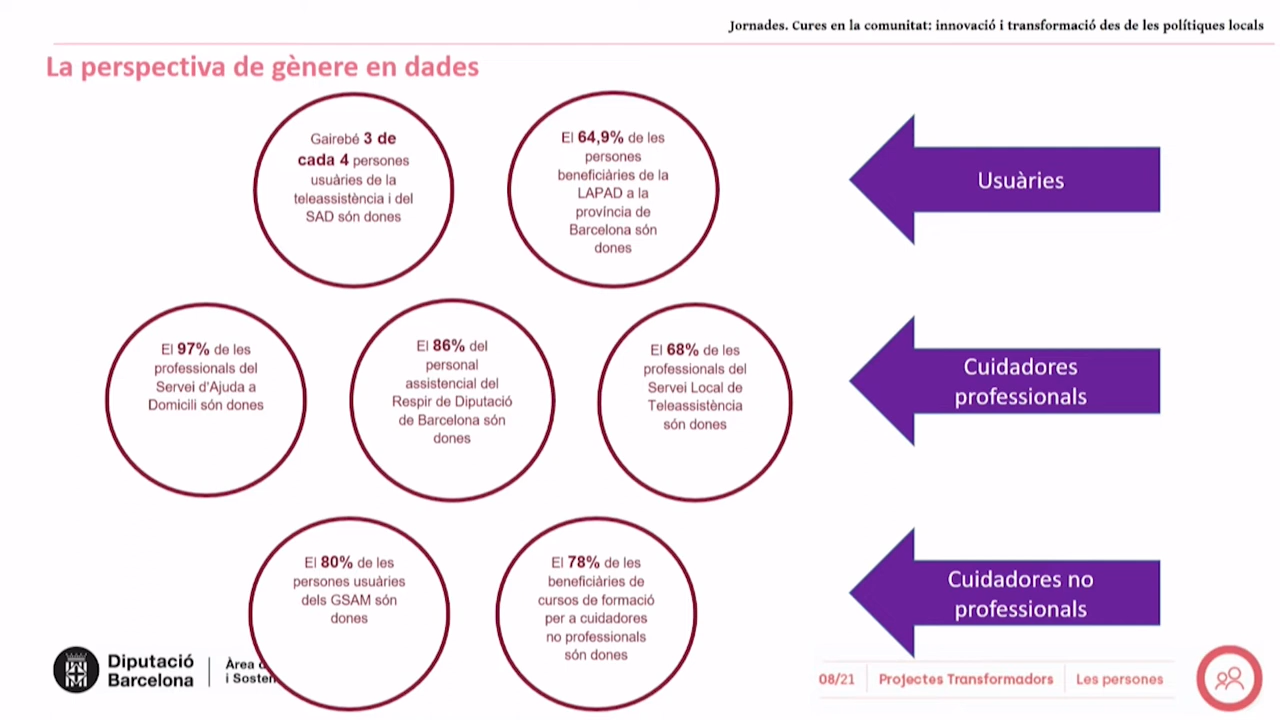 Jornades. Cures en la comunitat: innovació i transformació des de les polítiques locals
La perspectiva de gènere en dades
Gairebé 3 de
cada 4 persones
usuàries de la
teleassistència i del
SAD són dones
El 64,9% de les
persones
beneficiàries de la
LAPAD a la
província de
Barcelona són
dones
Usuàries
El 97% de les
professionals del
Servei d'Ajuda a
Domicili són dones
El 86% del
personal
assistencial del
Respir de Diputació
de Barcelona són
dones
El 68% de les
professionals del
Servei Local de
Teleassistència
són dones
Cuidadores
professionals
El 80% de les
persones usuàries
dels GSAM són
dones
El 78% de les
beneficiàries de
cursos de formació
per a cuidadores
no professionals
són dones
Cuidadores no
professionals
Diputació
Barcelona
Àrea
i
08/21
Projectes Transformadors
Les persones